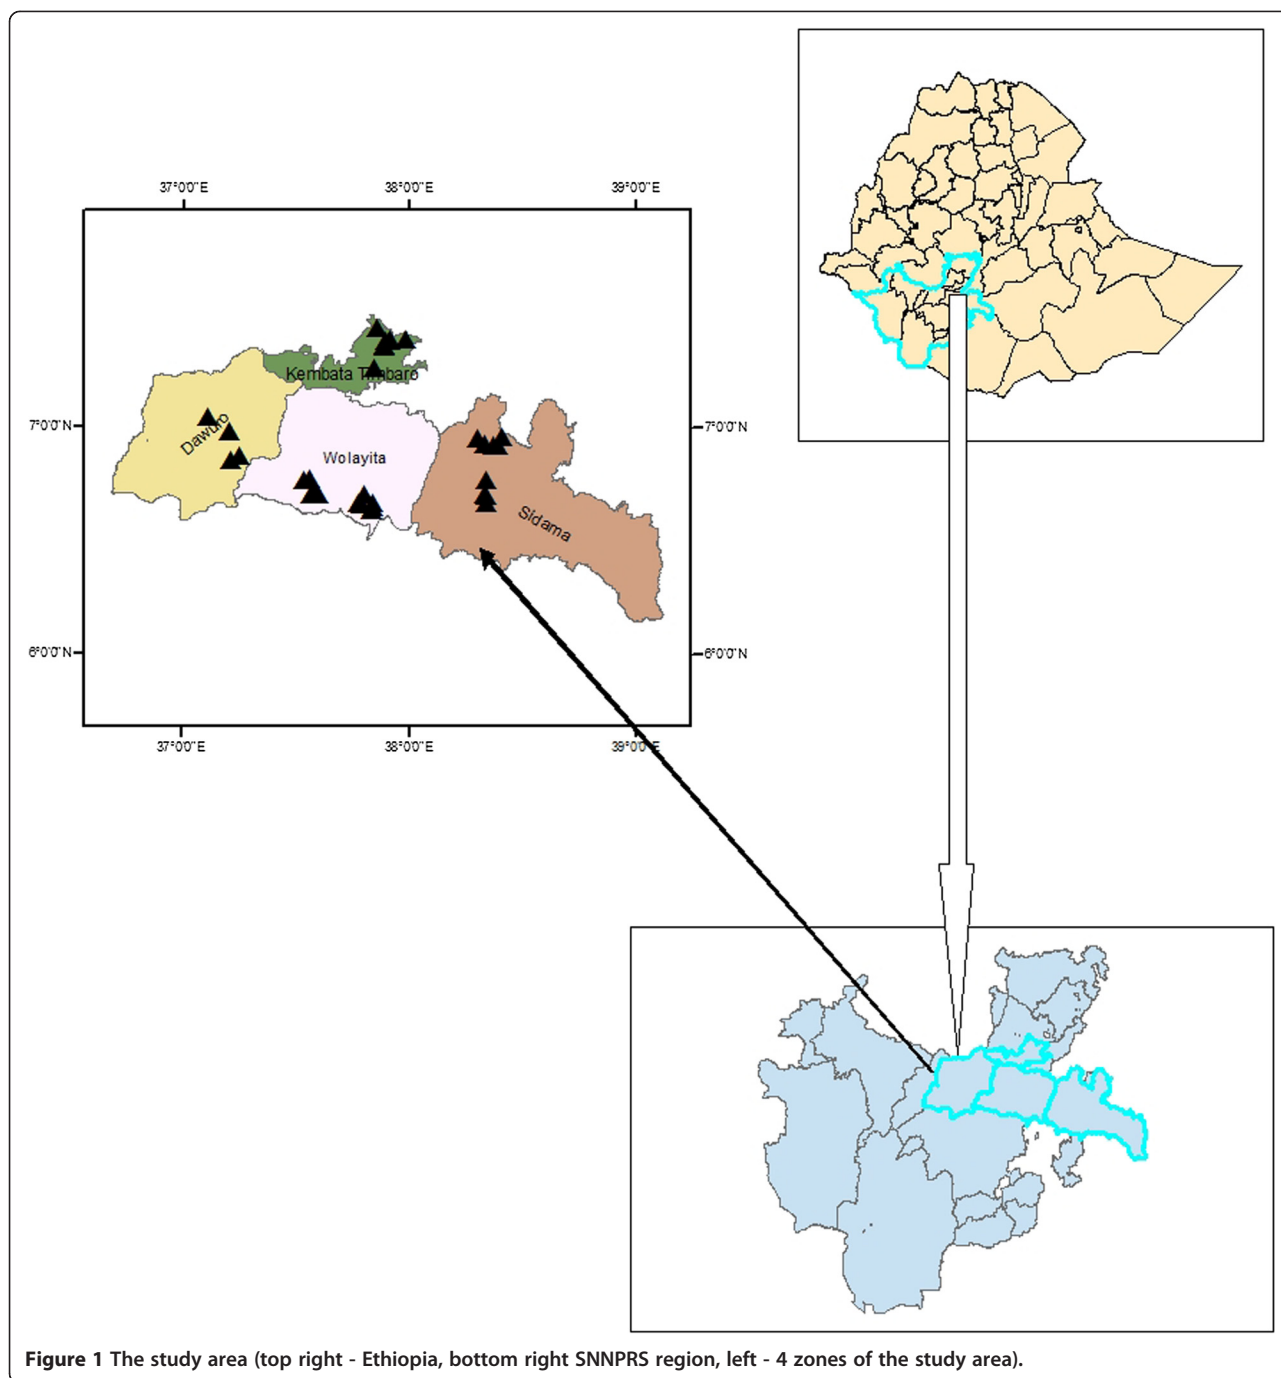 37°0'0"E 38°0'0"E 39°0'0"E
Kembata Timbaro
7°0'0"N 7°0'0"N
Dawuro
Wolayita
Sidama
6°0'0"N 6°0'0"N
37°0'0"E 38°0'0"E 39°0'0"E
Figure 1 The study area (top right - Ethiopia, bottom right SNNPRS region, left - 4 zones of the study area).